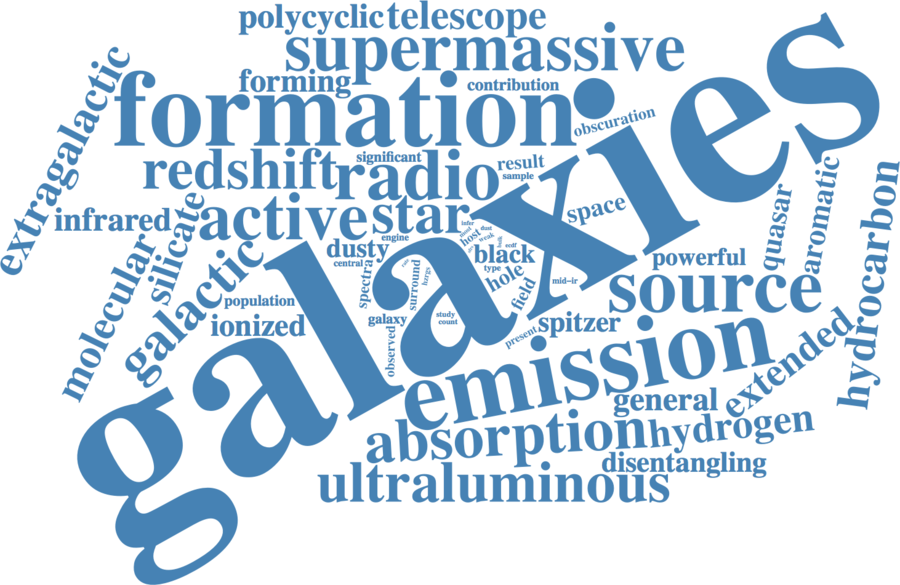 polycyclic
telescope
supermassive
forming
contribution
formation
obscuration
extragalactic
redshift
significant
radio
result
sample
infrared
silicate
active
star
engine
space
host
dust
weak
dusty
central
black
type
hole
field
mid-ir
powerful
quasar
aromatic
hydrocarbon
molecular
galactic
spectra
surround
source
population
ionized
galaxy
study
count
observed
present
spitzer
galaxies
emission
extended
general
absorption
hydrogen
disentangling
ultraluminous